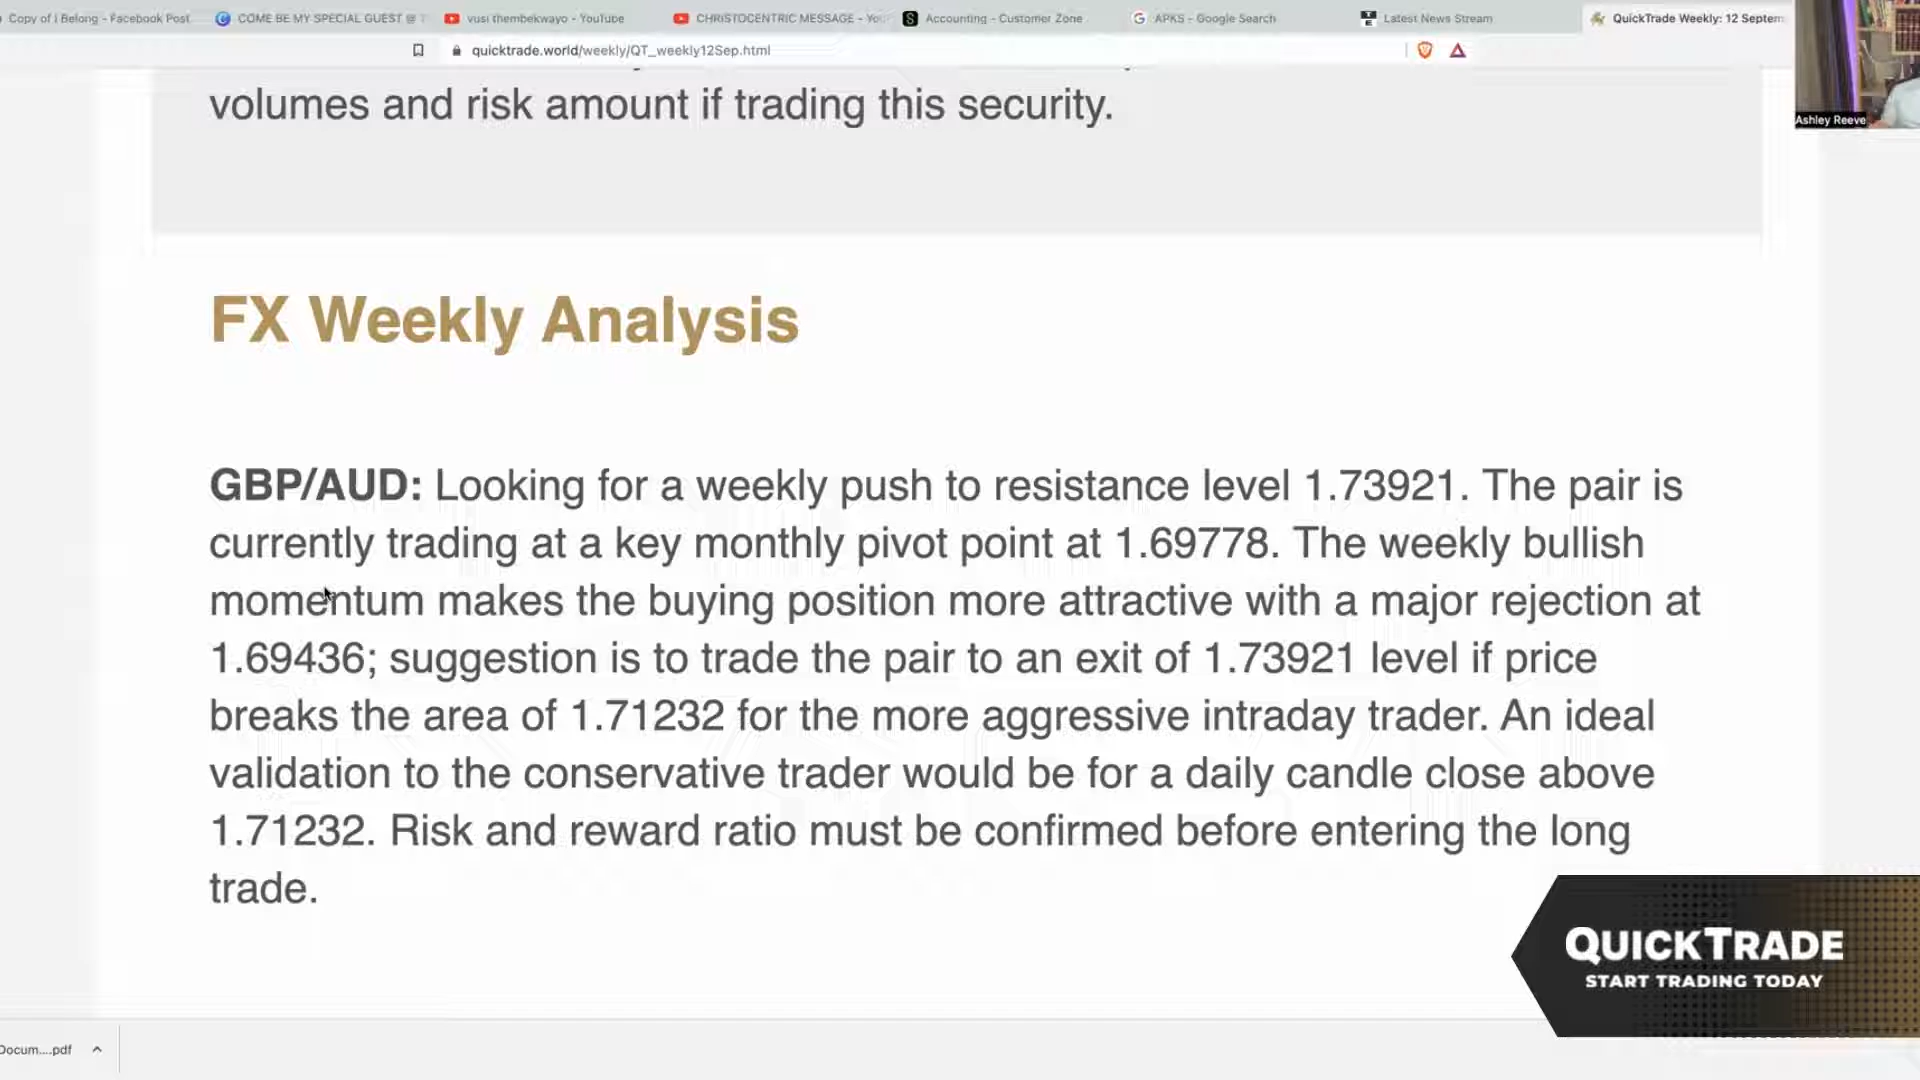 Copy of I Belong - Facebook Post
COME BE MY SPECIAL GUEST @
vusi thembekwayo - YouTube
CHRISTOCENTRIC MESSAGE - You
Accounting - Customer Zone
APKS - Google Search
Latest News Stream
QuickTrade Weekly: 12 Septem
quicktrade.world/weekly/QT_weekly12Sep.html
Ashley Reeve
volumes and risk amount if trading this security.
FX Weekly Analysis
GBP/AUD: Looking for a weekly push to resistance level 1.73921. The pair is
currently trading at a key monthly pivot point at 1.69778. The weekly bullish
momentum makes the buying position more attractive with a major rejection at
1.69436; suggestion is to trade the pair to an exit of 1.73921 level if price
breaks the area of 1.71232 for the more aggressive intraday trader. An ideal
validation to the conservative trader would be for a daily candle close above
1.71232. Risk and reward ratio must be confirmed before entering the long
trade.
QUICKTRADE
START TRADING TODAY
Docum....pdf